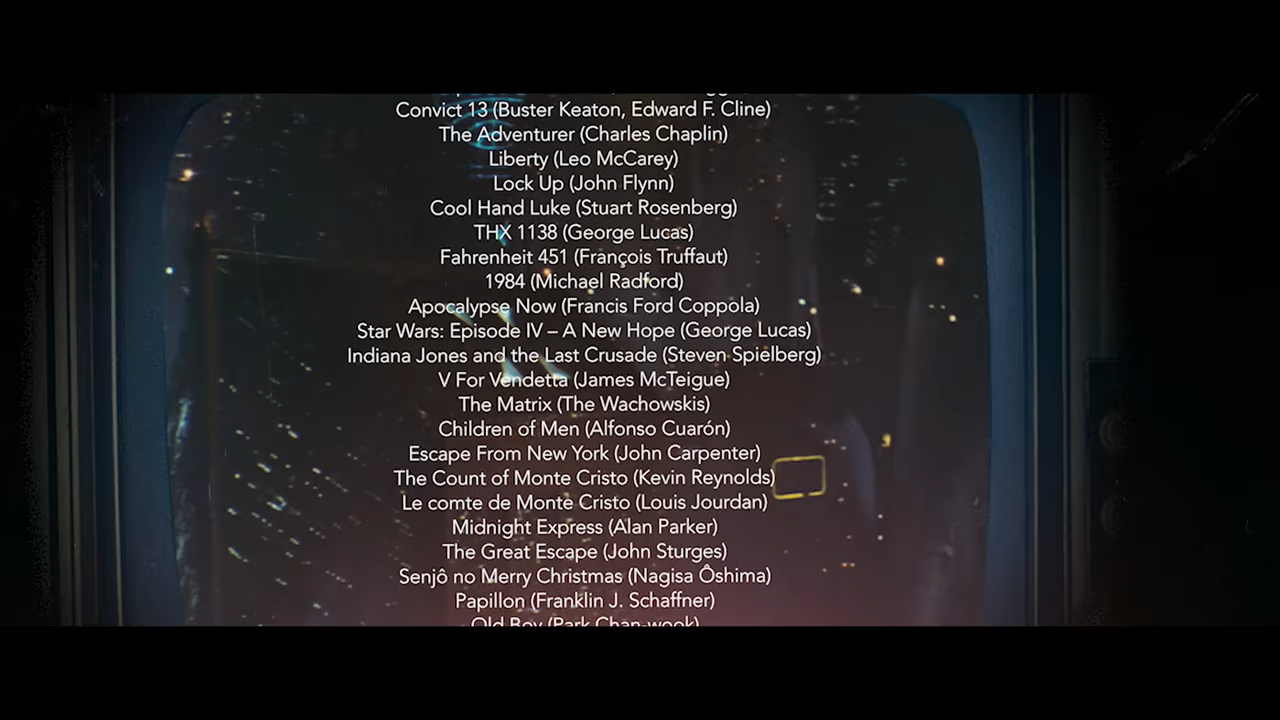 Convict 13 (Buster Keaton, Edward F. Cline)
The Adventurer (Charles Chaplin)
Liberty (Leo McCarey)
Lock Up (John Flynn)
Cool Hand Luke (Stuart Rosenberg)
THX 1138 (George Lucas)
Fahrenheit 451 (François Truffaut)
1984 (Michael Radford)
Apocalypse Now (Francis Ford Coppola)
Star Wars: Episode IV – A New Hope (George Lucas)
Indiana Jones and the Last Crusade (Steven Spielberg)
V For Vendetta (James McTeigue)
The Matrix (The Wachowskis)
Children of Men (Alfonso Cuarón)
Escape From New York (John Carpenter)
The Count of Monte Cristo (Kevin Reynolds)
Le comte de Monte Cristo (Louis Jourdan)
Midnight Express (Alan Parker)
The Great Escape (John Sturges)
Senjô no Merry Christmas (Nagisa Ôshima)
Papillon (Franklin J. Schaffner)
Old Boy (Park Chan-wook)